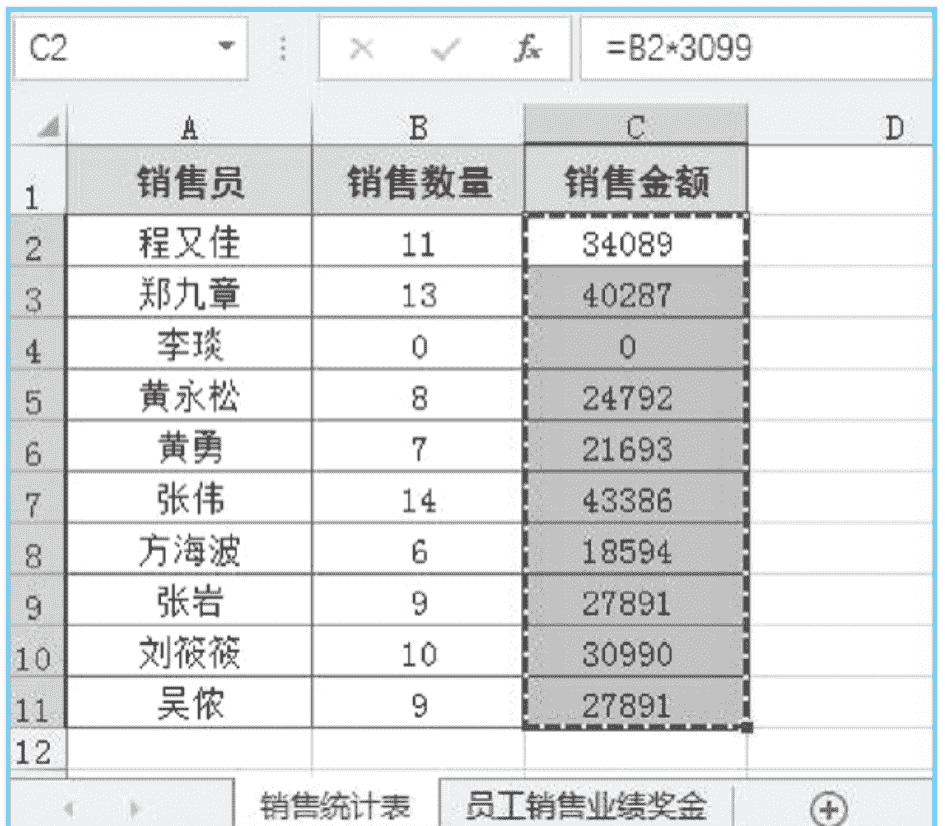 C2 =B2*3099
A B C D
1 销售员 销售数量 销售金额
2 程又佳 11 34089
3 郑九章 13 40287
4 李琰 0 0
5 黄永松 8 24792
6 黄勇 7 21693
7 张伟 14 43386
8 方海波 6 18594
9 张岩 9 27891
10 刘筱筱 10 30990
11 吴侬 9 27891
12
销售统计表 员工销售业绩奖金